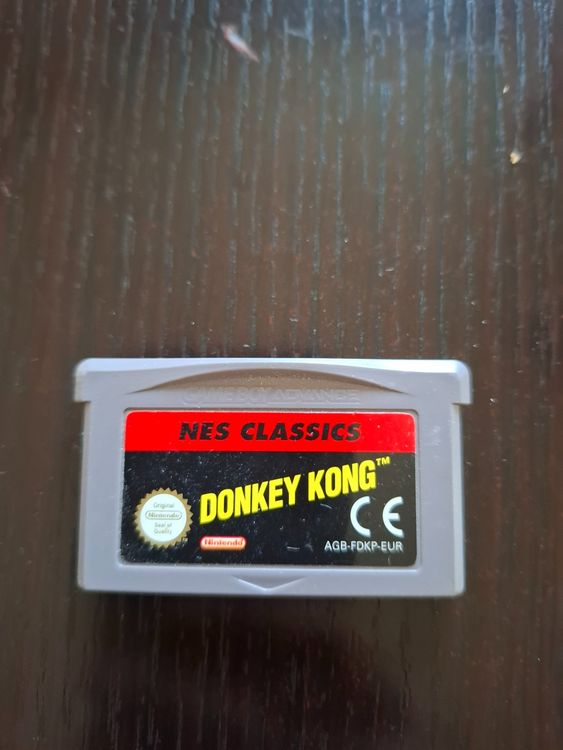 GAME BOY ADVANCE
NES CLASSICS
DONKEY KONG™
Original
Nintendo
Seal of
Quality
Nintendo
CE
AGB-FDKP-EUR